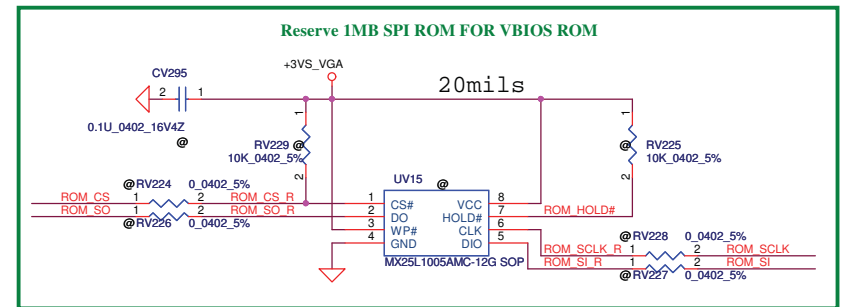 Reserve 1MB SPI ROM FOR VBIOS ROM
+3VS_VGA
20mils
CV295
2 1
0.1U_0402_16V4Z
@
1
RV229 @
10K_0402_5%
2
1
@ RV225
10K_0402_5%
2
UV15 @
@RV224 0_0402_5%
ROM_CS 1 2 ROM_CS_R 1 CS# VCC 8
ROM_SO 1 2 ROM_SO_R 2 DO HOLD# 7 ROM_HOLD#
@RV226 0_0402_5%
3 WP# CLK 6
4 GND DIO 5
MX25L1005AMC-12G SOP
@RV228 0_0402_5%
ROM_SCLK_R 1 2 ROM_SCLK
ROM_SI_R 1 2 ROM_SI
@RV227 0_0402_5%